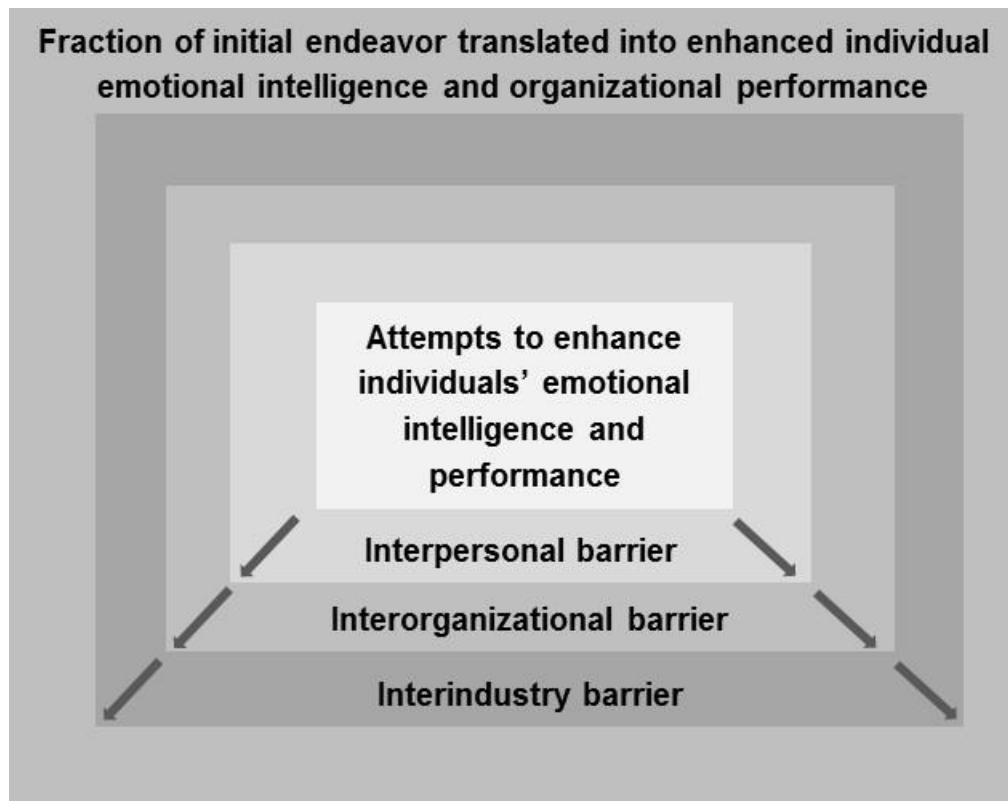 Fraction of initial endeavor translated into enhanced individual
emotional intelligence and organizational performance
Attempts to enhance
individuals’ emotional
intelligence and
performance
Interpersonal barrier
Interorganizational barrier
Interindustry barrier